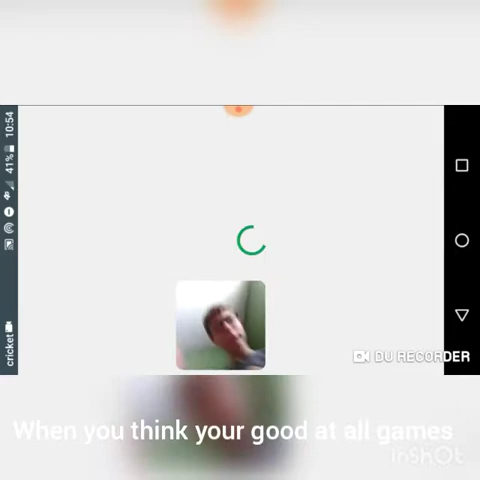 10:54
41%
cricket
DU RECORDER
When you think your good at all games
InShOt